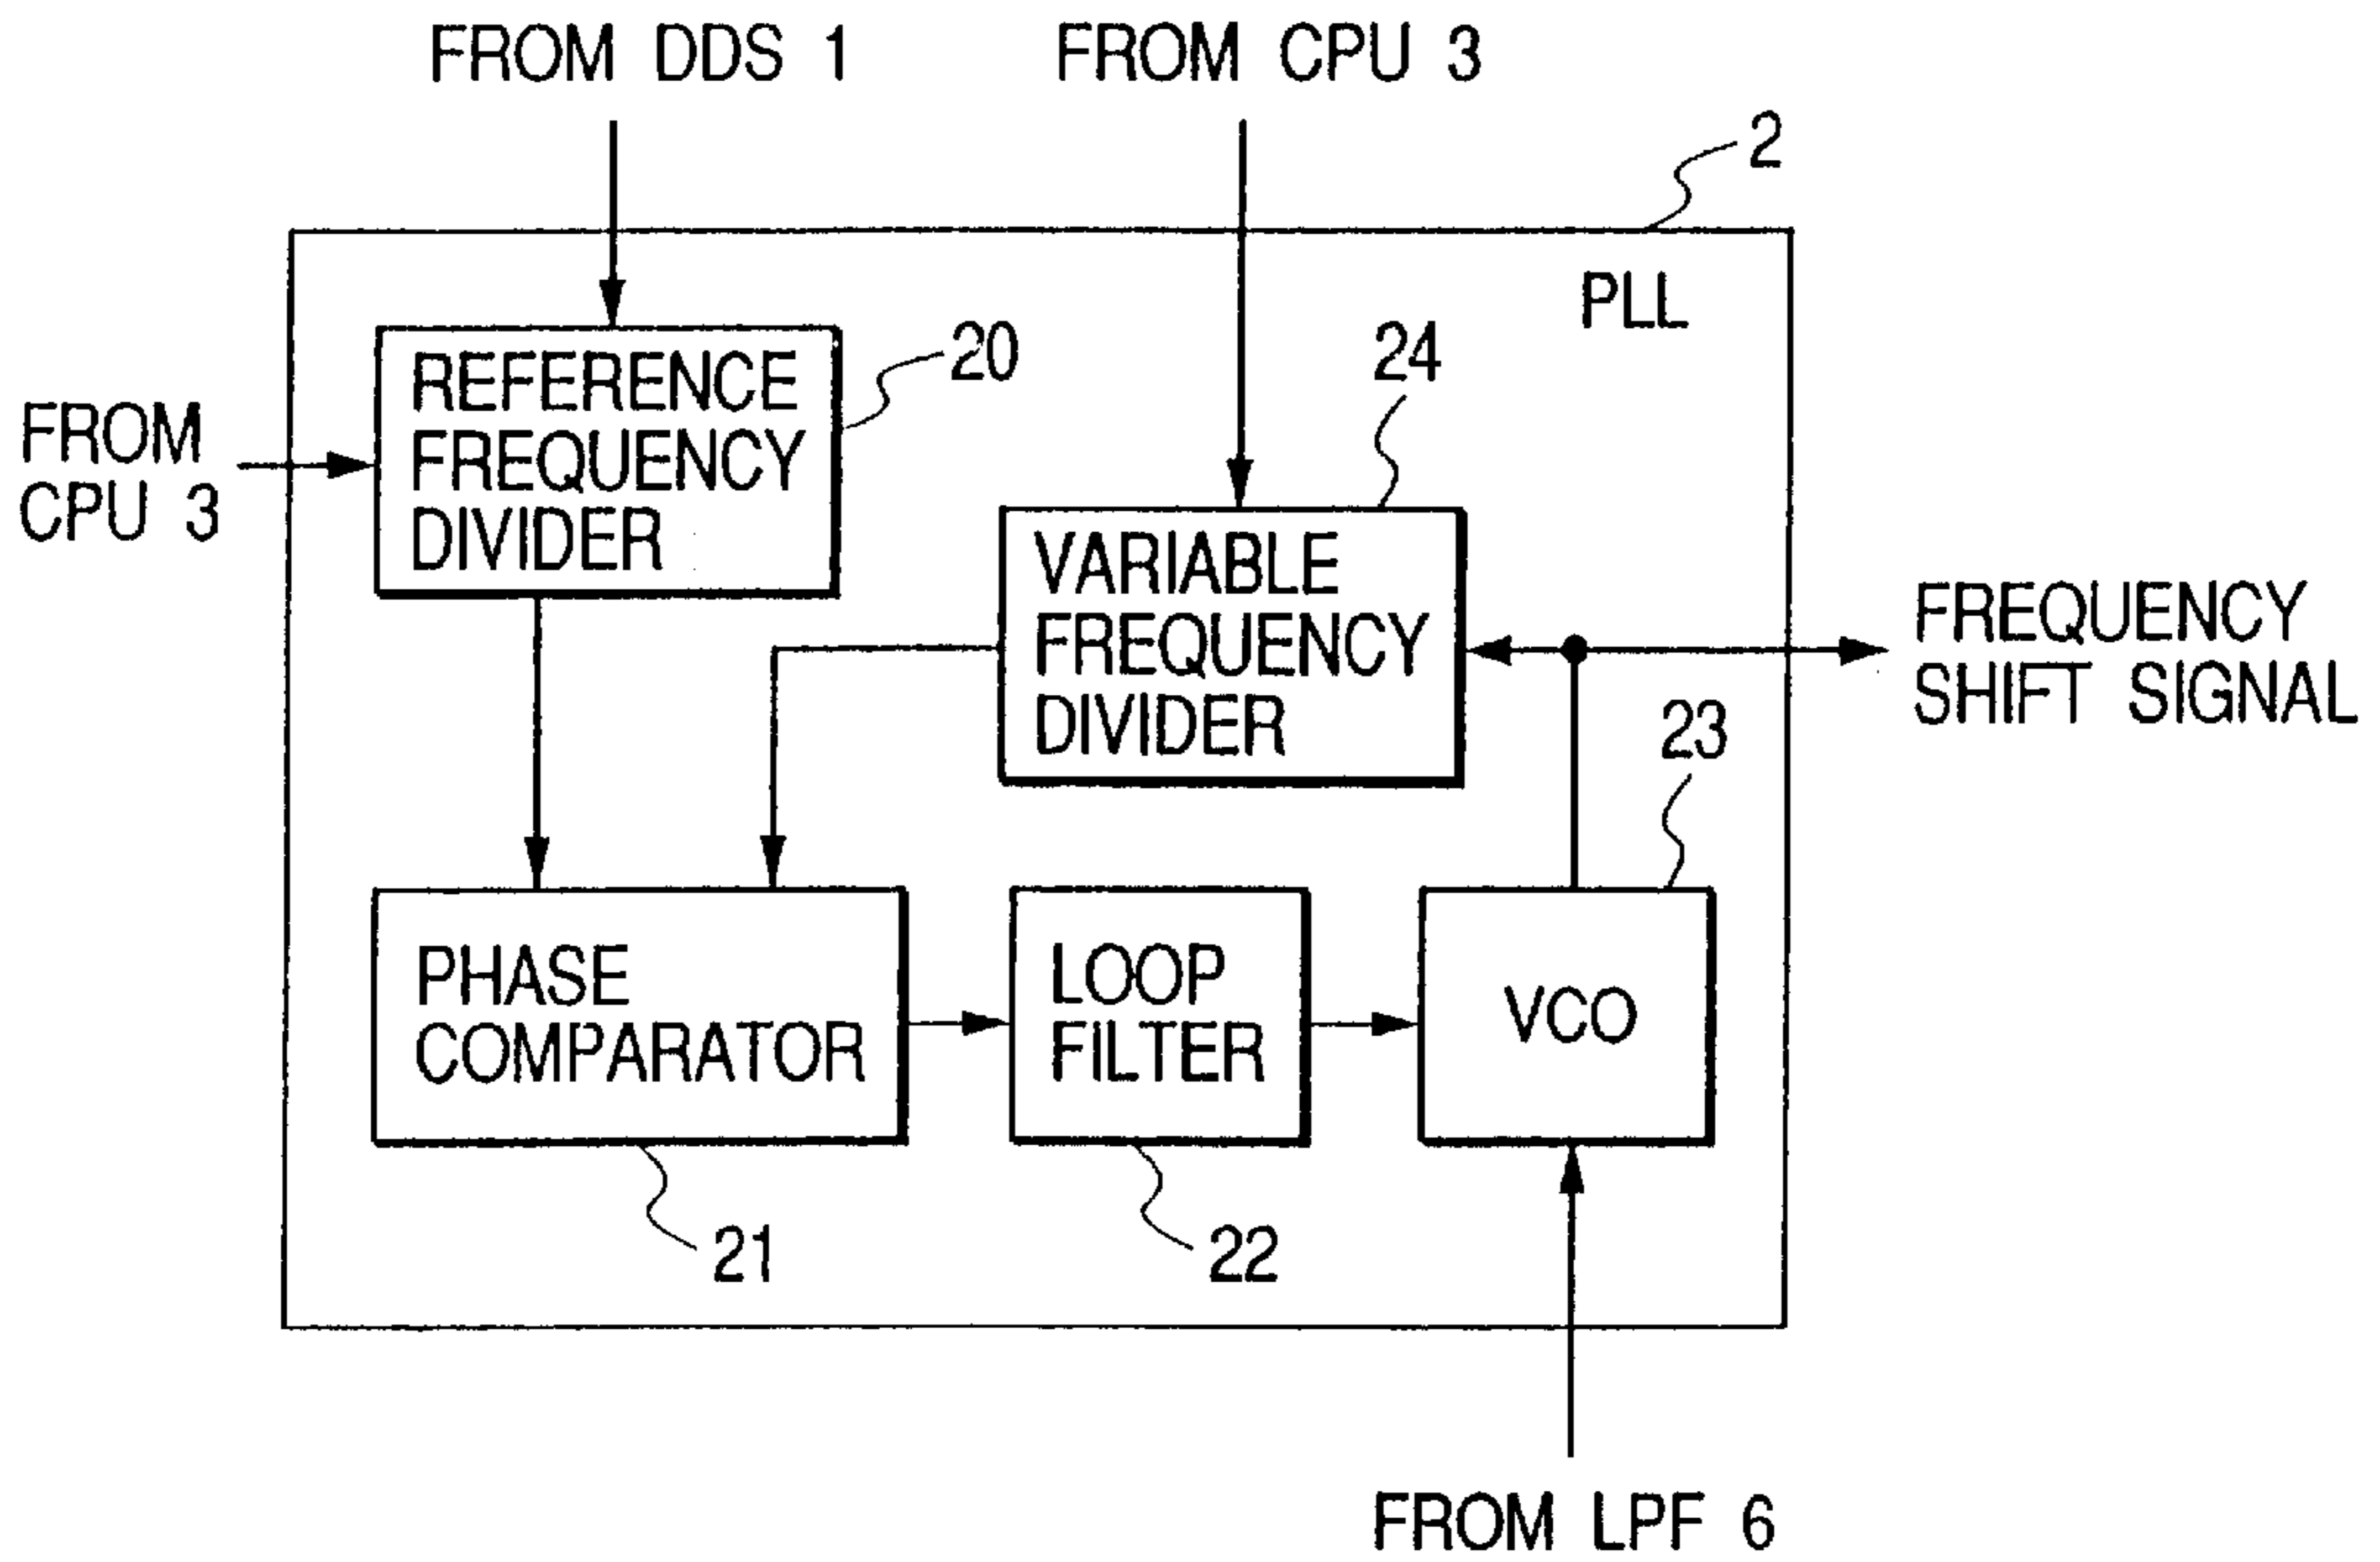 FROM DDS 1
FROM CPU 3
2
PLL
REFERENCE
FREQUENCY
DIVIDER
20
24
FROM
CPU 3
VARIABLE
FREQUENCY
DIVIDER
FREQUENCY
SHIFT SIGNAL
23
PHASE
COMPARATOR
LOOP
FILTER
VCO
21
22
FROM LPF 6